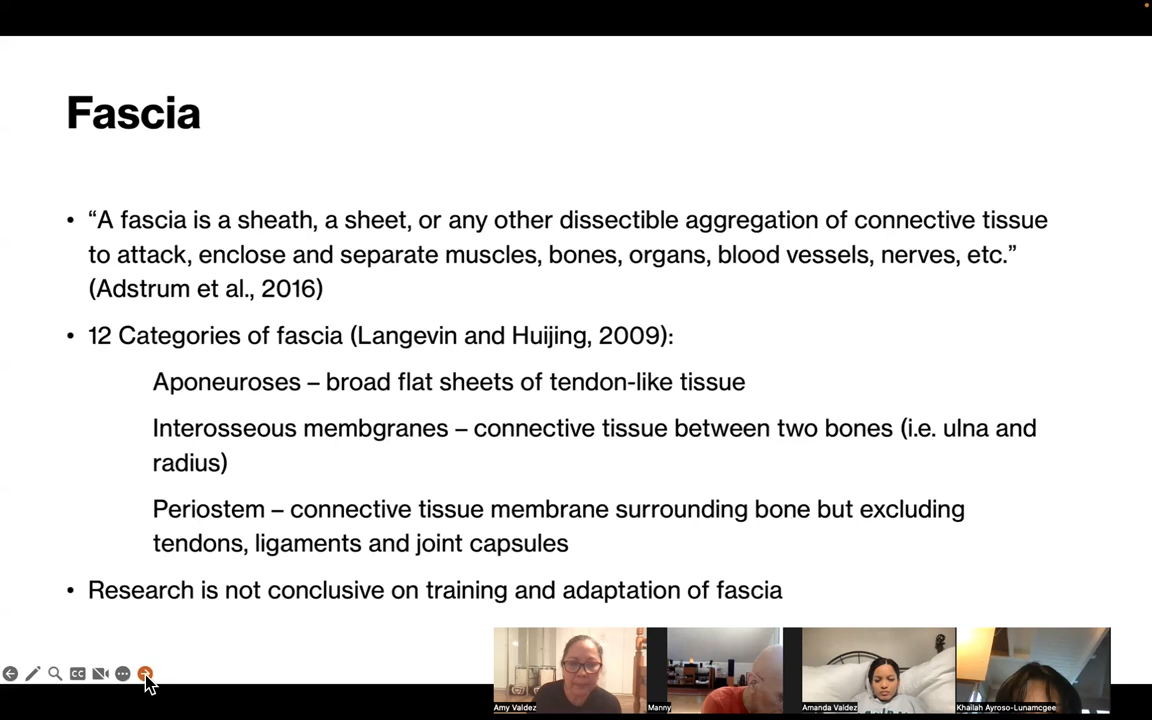 Fascia
• “A fascia is a sheath, a sheet, or any other dissectible aggregation of connective tissue
to attack, enclose and separate muscles, bones, organs, blood vessels, nerves, etc.”
(Adstrum et al., 2016)
• 12 Categories of fascia (Langevin and Huijing, 2009):
Aponeuroses – broad flat sheets of tendon-like tissue
Interosseous membgranes – connective tissue between two bones (i.e. ulna and
radius)
Periostem – connective tissue membrane surrounding bone but excluding
tendons, ligaments and joint capsules
• Research is not conclusive on training and adaptation of fascia
CC
Amy Valdez
Manny
Amanda Valdez
Khailah Ayroso-Lunamcgee